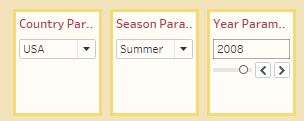 Country Par..
USA
Season Para..
Summer
Year Param..
2008